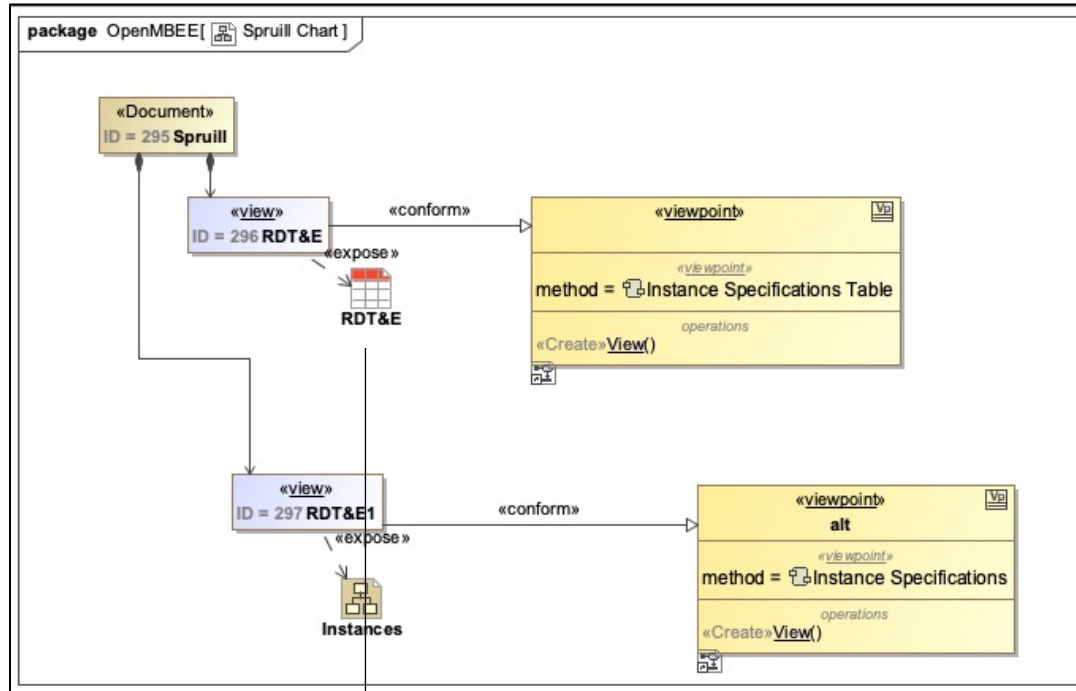 package OpenMBEE[ Spruill Chart ]
«Document»
ID = 295 Spruill
«view»
ID = 296 RDT&E
«conform»
«expose»
RDT&E
«viewpoint»
Vp
«viewpoint»
method = Instance Specifications Table
operations
«Create»View()
«view»
ID = 297 RDT&E1
«conform»
«expose»
Instances
«viewpoint»
Vp
alt
«viewpoint»
method = Instance Specifications
operations
«Create»View()